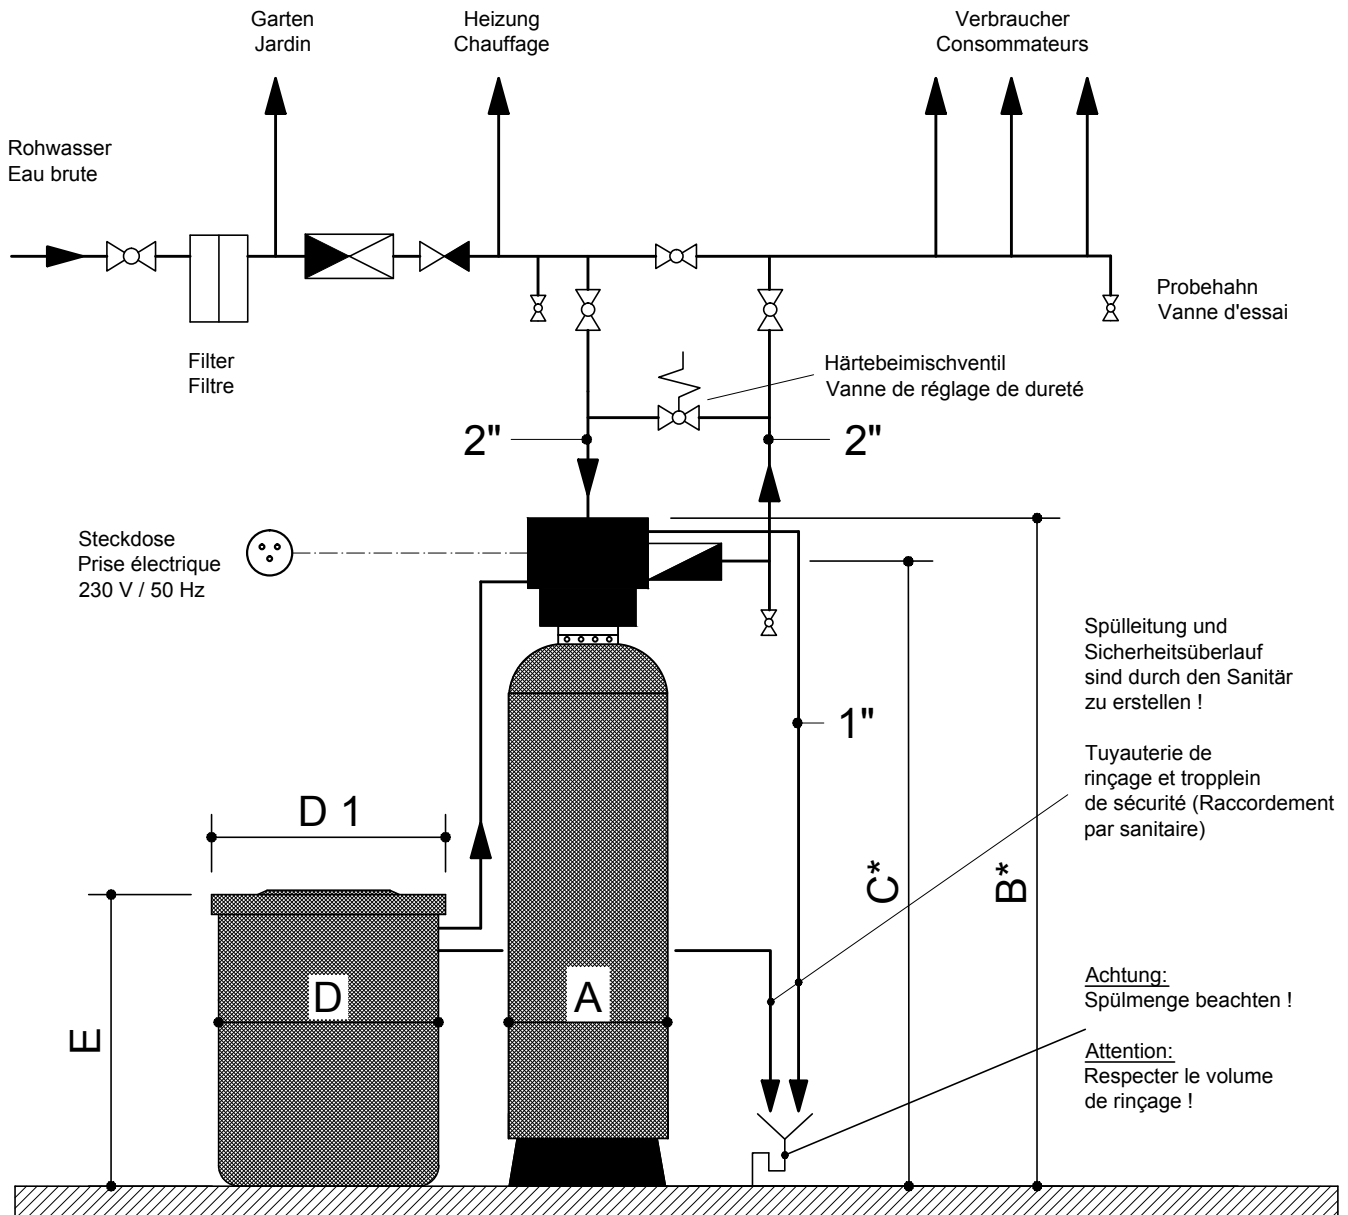 Garten
Jardin
Heizung
Chauffage
Verbraucher
Consommateurs
Rohwasser
Eau brute
Probehahn
Vanne d'essai
Filter
Filtre
Härtebeimischventil
Vanne de réglage de dureté
2"
2"
Steckdose
Prise électrique
230 V / 50 Hz
Spülleitung und
Sicherheitsüberlauf
sind durch den Sanitär
zu erstellen !
1"
Tuyauterie de
rinçage et tropplein
de sécurité (Raccordement
par sanitaire)
D 1
C*
B*
D
A
E
Achtung:
Spülmenge beachten !
Attention:
Respecter le volume
de rinçage !